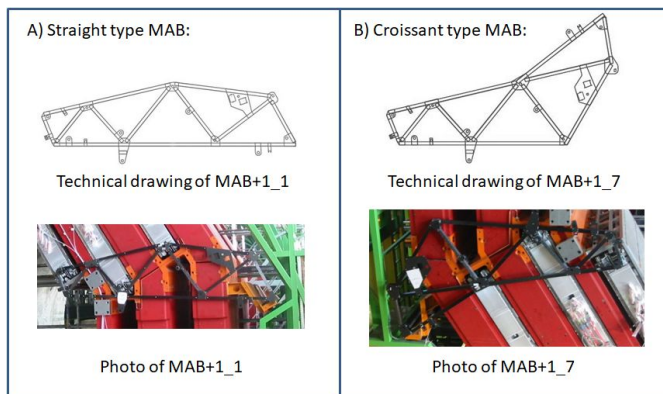 A) Straight type MAB:
Technical drawing of MAB+1_1
Photo of MAB+1_1
B) Croissant type MAB:
Technical drawing of MAB+1_7
Photo of MAB+1_7